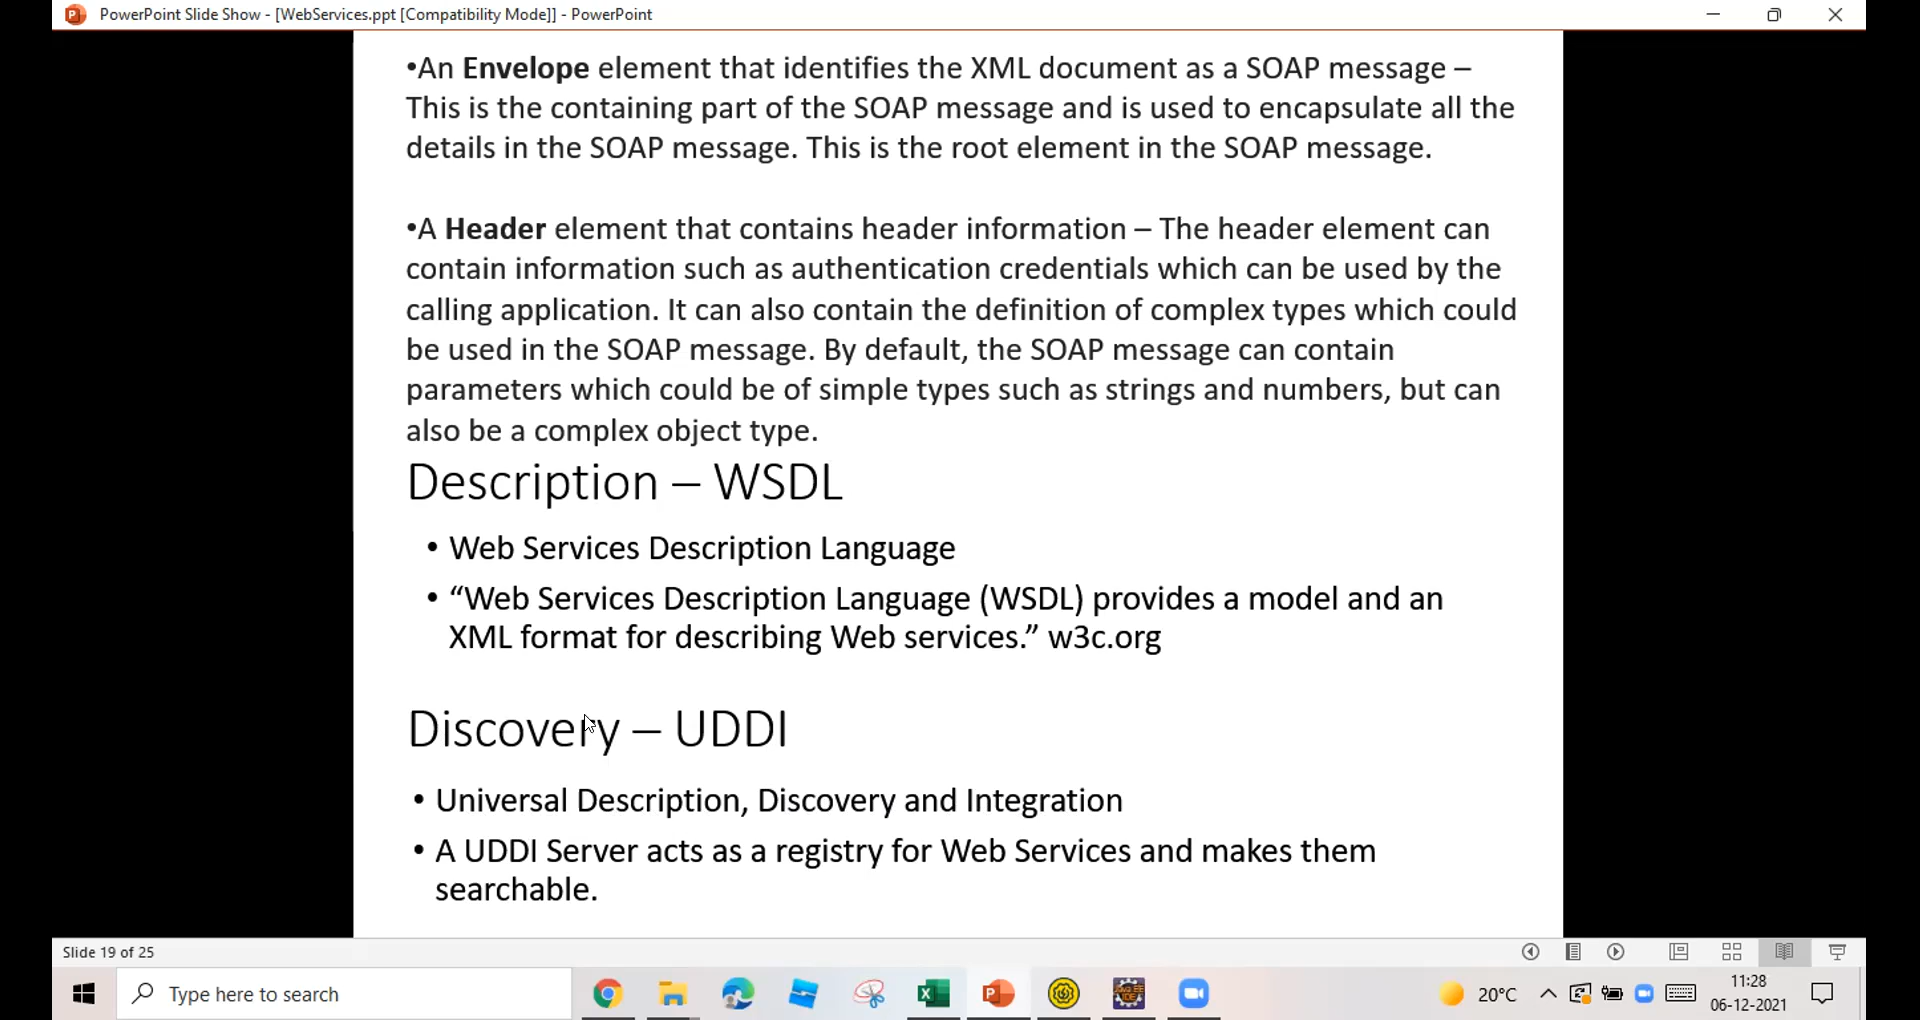 PowerPoint Slide Show - [WebServices.ppt [Compatibility Mode]] - PowerPoint
•An Envelope element that identifies the XML document as a SOAP message –
This is the containing part of the SOAP message and is used to encapsulate all the
details in the SOAP message. This is the root element in the SOAP message.
•A Header element that contains header information – The header element can
contain information such as authentication credentials which can be used by the
calling application. It can also contain the definition of complex types which could
be used in the SOAP message. By default, the SOAP message can contain
parameters which could be of simple types such as strings and numbers, but can
also be a complex object type.
Description – WSDL
• Web Services Description Language
• “Web Services Description Language (WSDL) provides a model and an
XML format for describing Web services.” w3c.org
Discovery – UDDI
• Universal Description, Discovery and Integration
• A UDDI Server acts as a registry for Web Services and makes them
searchable.
Slide 19 of 25
Type here to search
20°C
11:28
06-12-2021